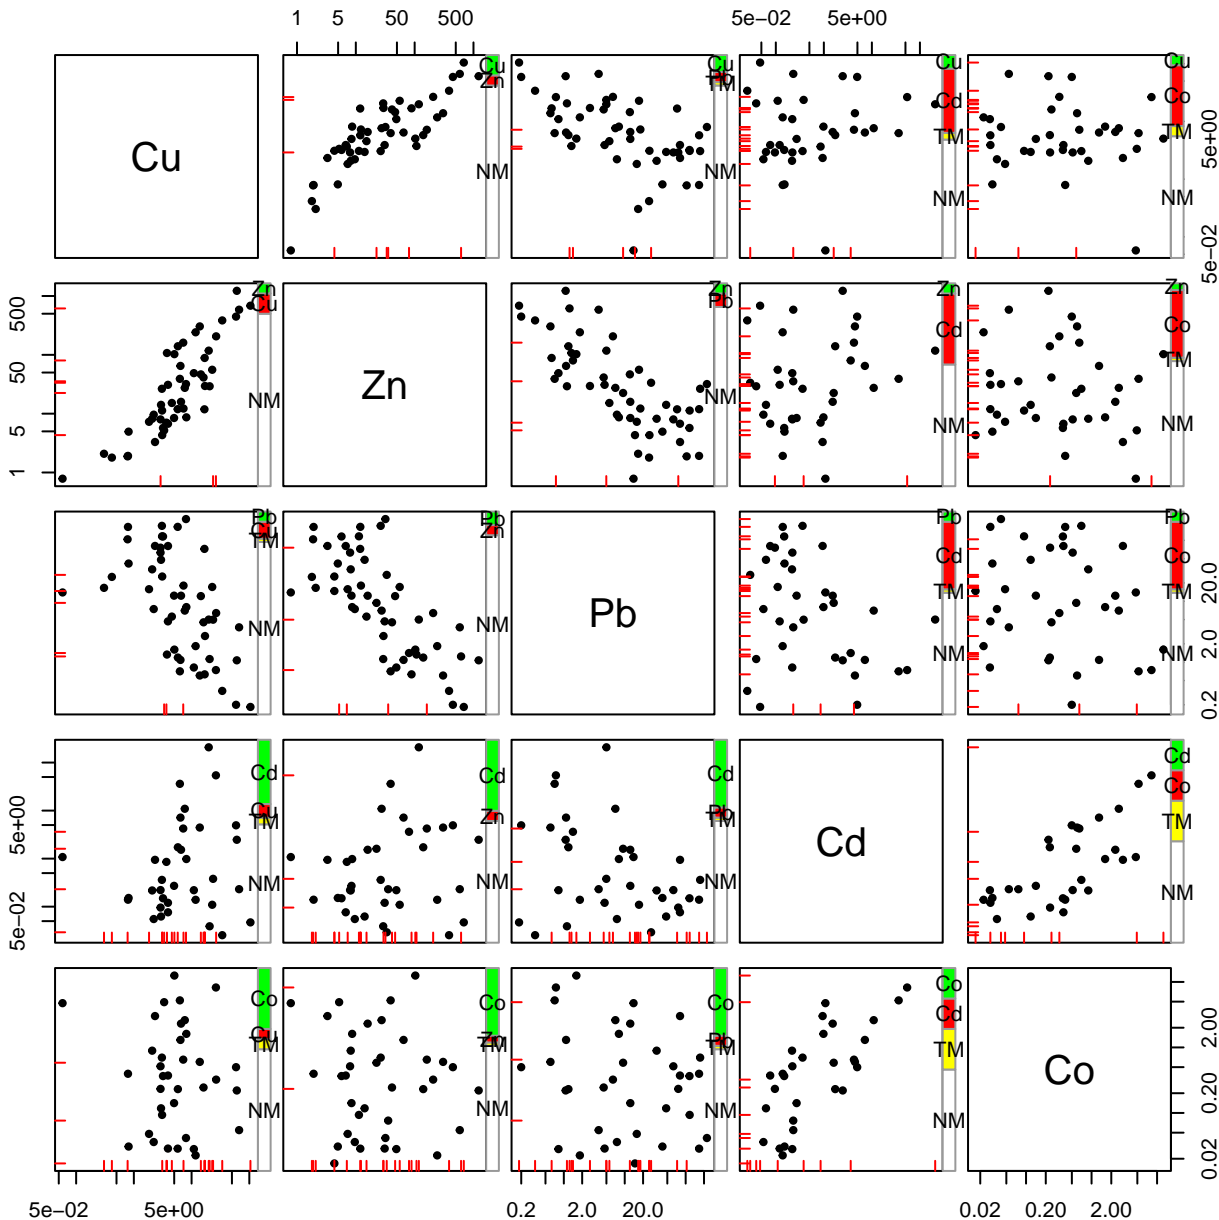 1 5 50 500 5e-02 5e+00
Cu Cu Cu Cu
Zn Pb Cd Co
TM TM TM
Cu
NM NM NM NM
5e-02 5e+00
Zn Zn Zn Zn
Cu Pb Cd Co
TM
Zn
NM NM NM NM
1 5 50 500
Pb Pb Pb Pb
Cu Zn Cd Co
TM TM TM
Pb
NM NM NM NM
0.2 2.0 20.0
Cd Cd Cd Cd
Cu Zn Pb Co
TM TM TM
Cd
NM NM NM NM
5e-02 5e+00
Co Co Co Co
Cu Zn Pb Cd
TM TM TM TM
Co
NM NM NM NM
0.02 0.20 2.00
5e-02 5e+00 0.2 2.0 20.0 0.02 0.20 2.00